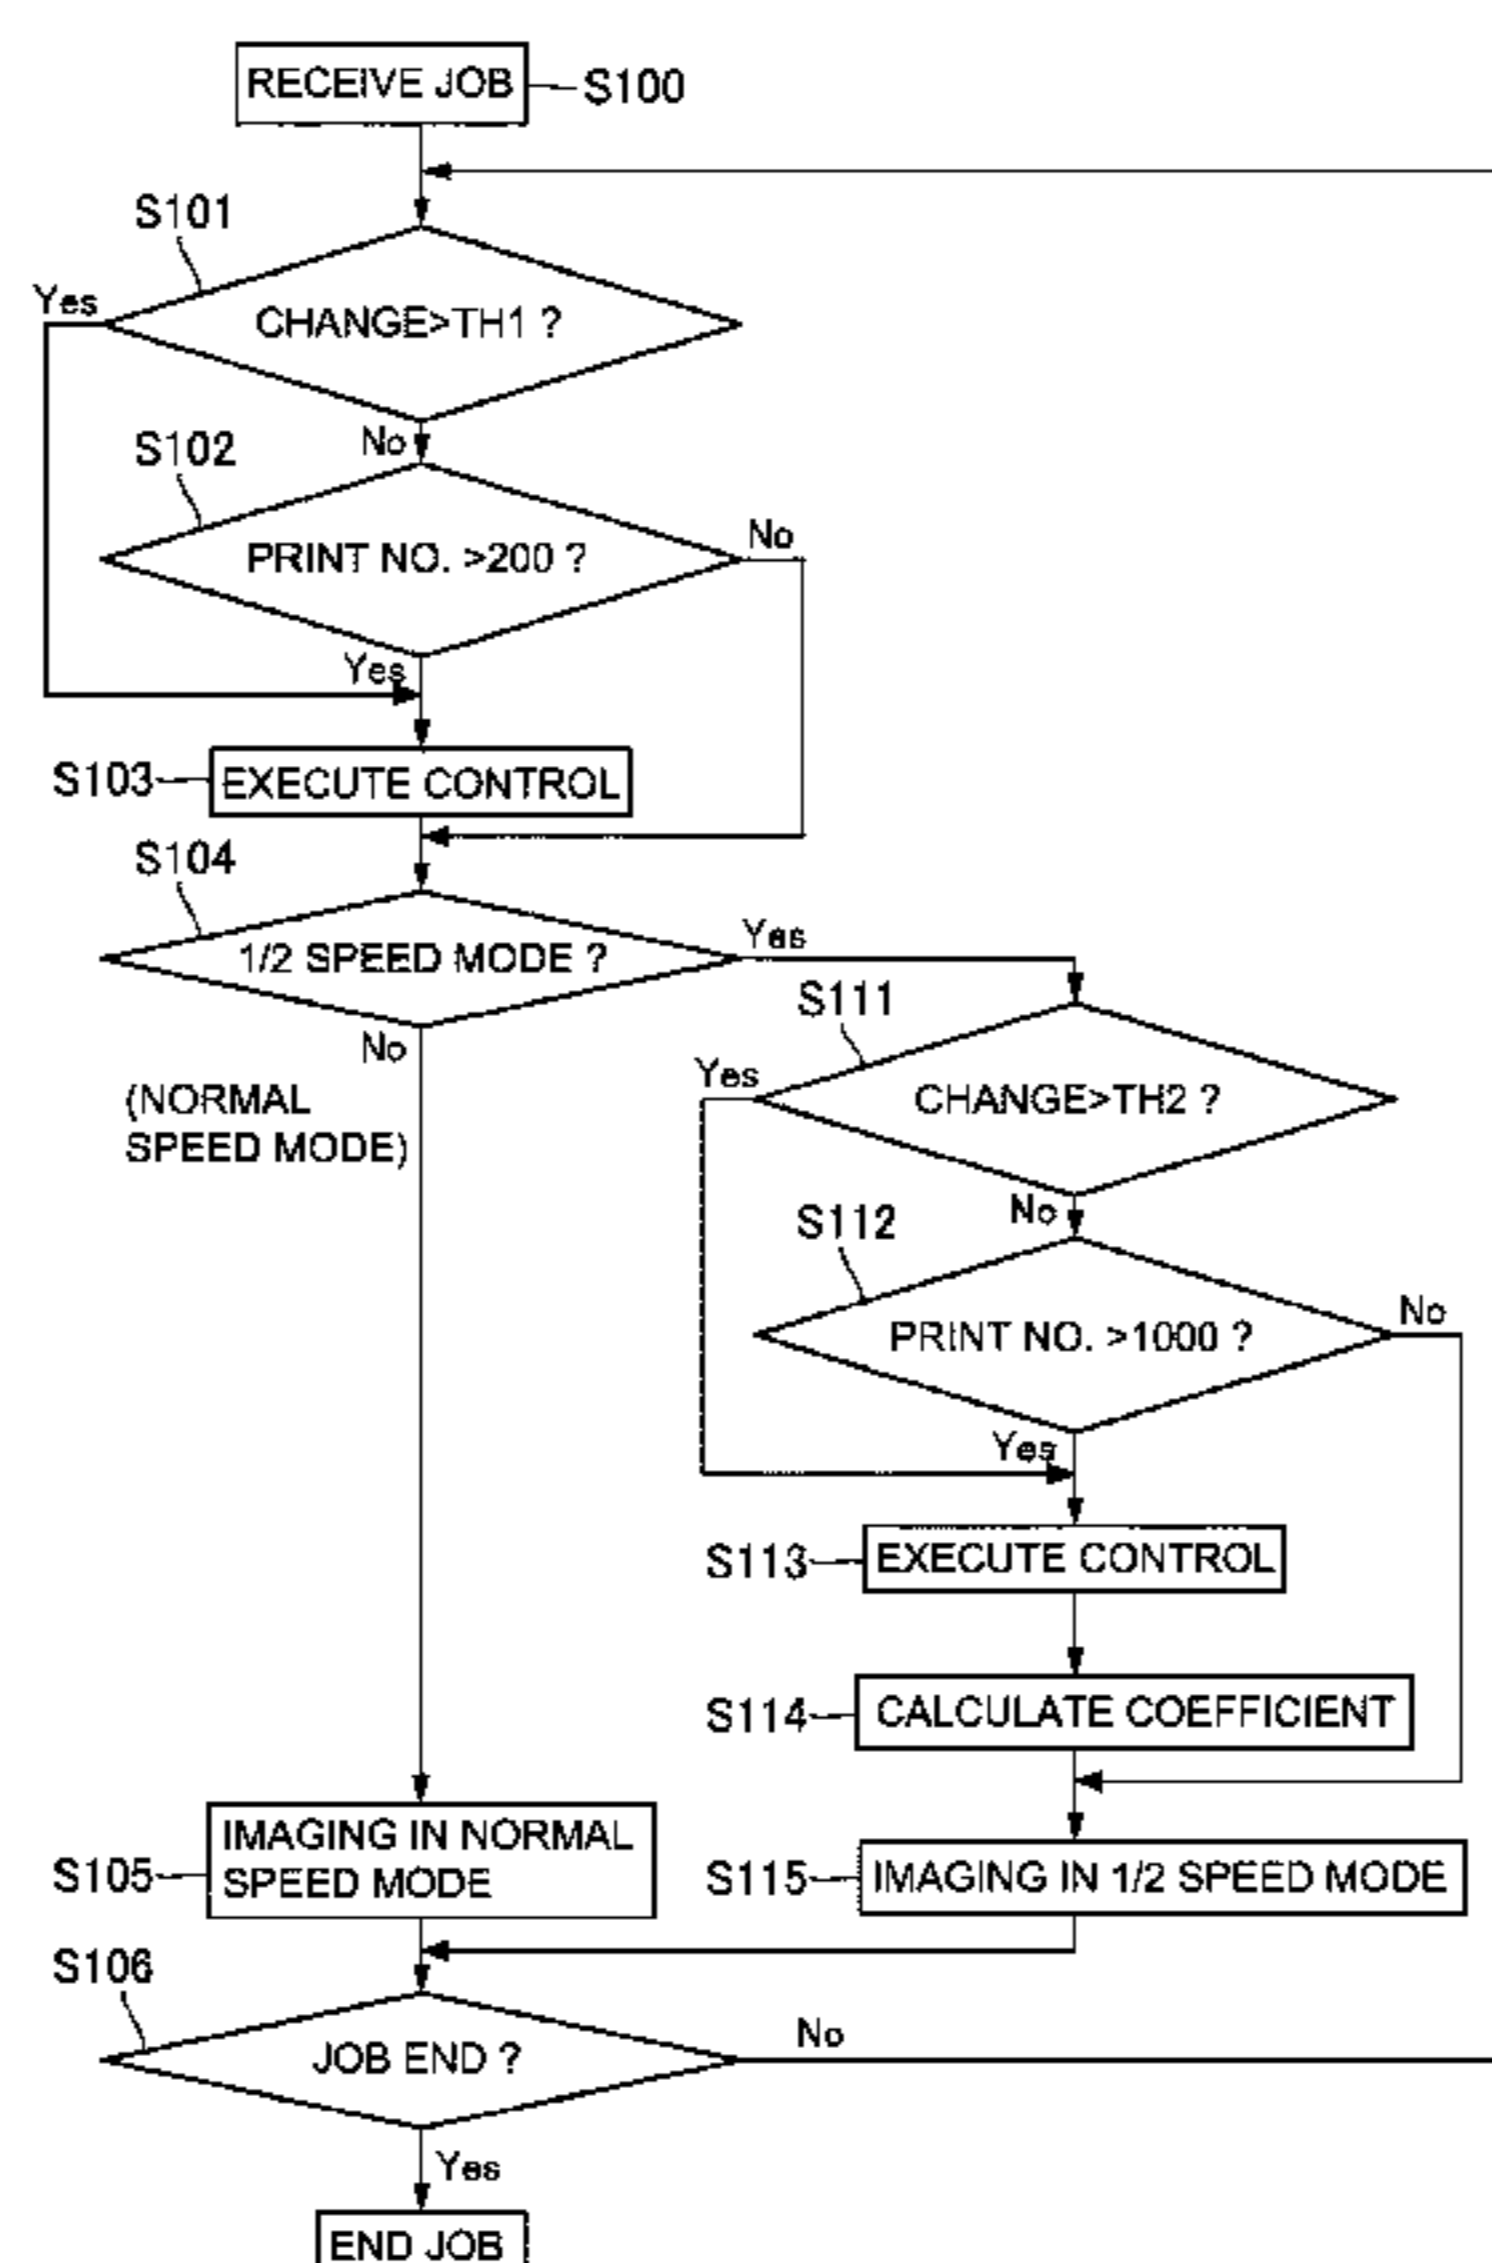 RECEIVE JOB
S100
S101
Yes
CHANGE>TH1 ?
No
S102
PRINT NO. >200 ?
No
Yes
S103
EXECUTE CONTROL
S104
1/2 SPEED MODE ?
Yes
No
(NORMAL
SPEED MODE)
S111
Yes
CHANGE>TH2 ?
No
S112
PRINT NO. >1000 ?
No
Yes
S113
EXECUTE CONTROL
S114
CALCULATE COEFFICIENT
S105
IMAGING IN NORMAL
SPEED MODE
S115
IMAGING IN 1/2 SPEED MODE
S106
JOB END ?
No
Yes
END JOB